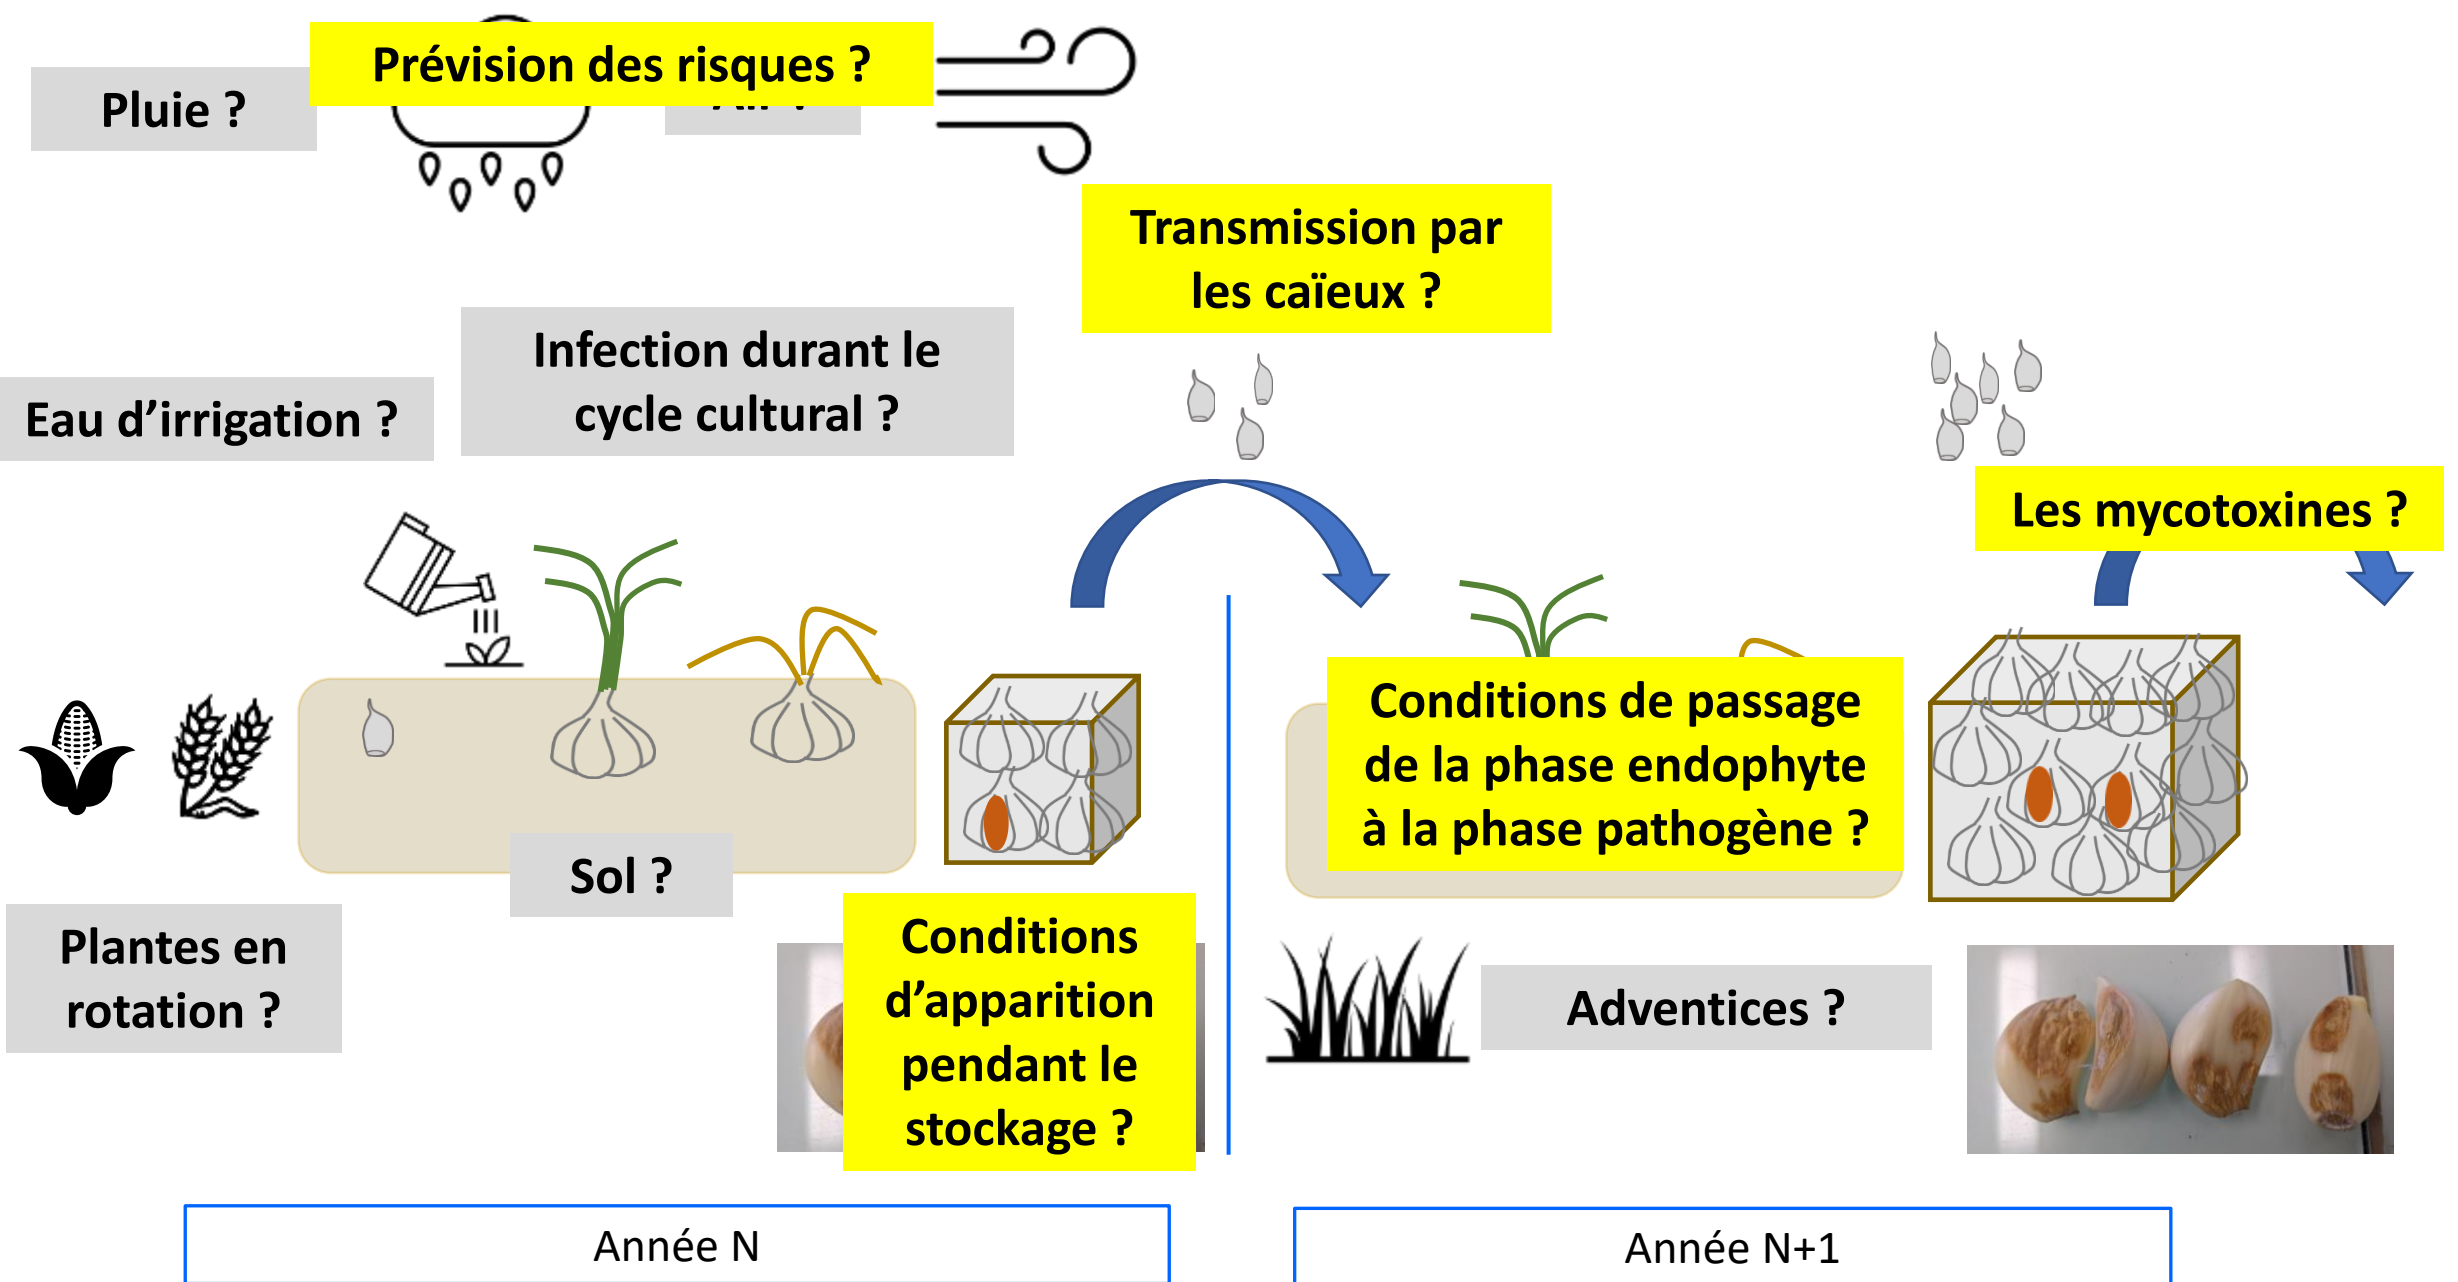 Prévision des risques ?
Pluie ?
Transmission par
les caïeux ?
Infection durant le
cycle cultural ?
Eau d’irrigation ?
Les mycotoxines ?
Conditions de passage
de la phase endophyte
à la phase pathogène ?
Sol ?
Plantes en
rotation ?
Conditions
d’apparition
pendant le
stockage ?
Adventices ?
Année N
Année N+1